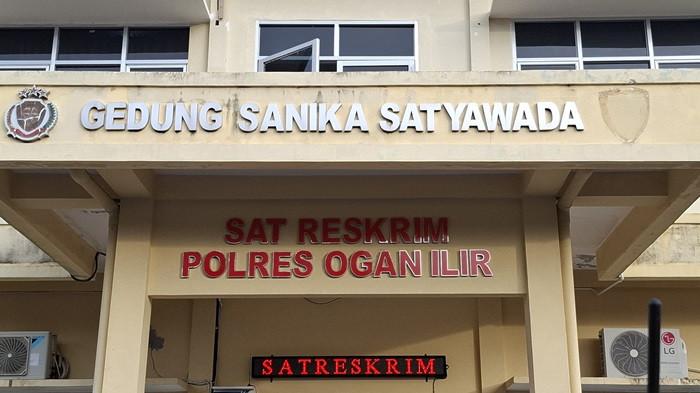 GEDUNG SANIKA SATYAWADA
SAT RESKRIM
POLRES OGAN ILIR
SATRESKRIM
LG